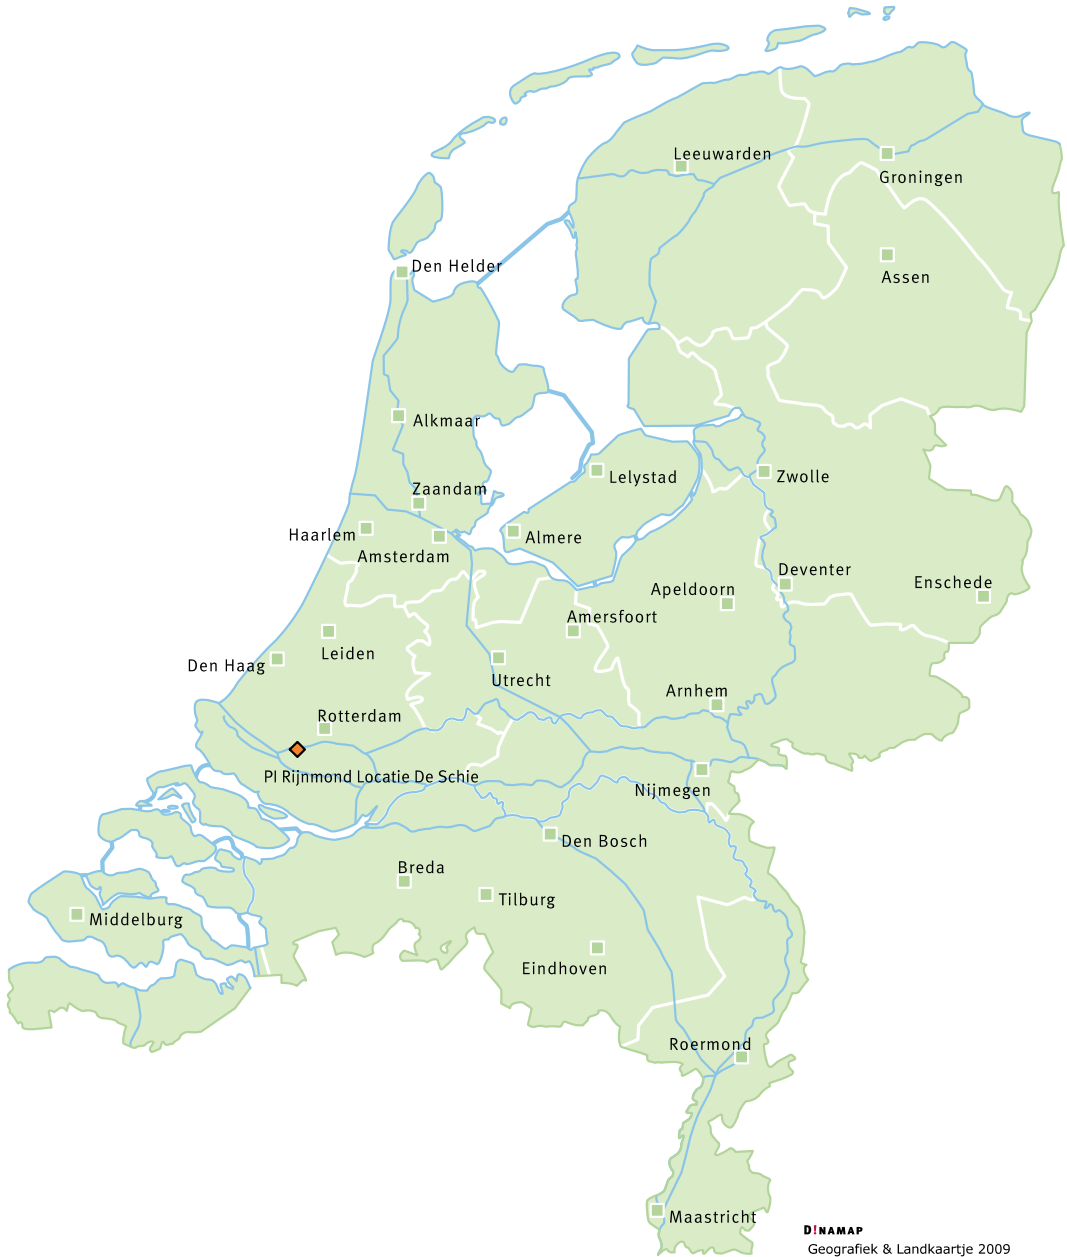 Leeuwarden
Groningen
Den Helder
Assen
Alkmaar
Lelystad
Zwolle
Zaandam
Haarlem
Almere
Amsterdam
Deventer
Enschede
Apeldoorn
Amersfoort
Leiden
Den Haag
Utrecht
Arnhem
Rotterdam
PI Rijnmond Locatie De Schie
Nijmegen
Den Bosch
Breda
Tilburg
Middelburg
Eindhoven
Roermond
Maastricht
D!NAMAP
Geografiek & Landkaartje 2009